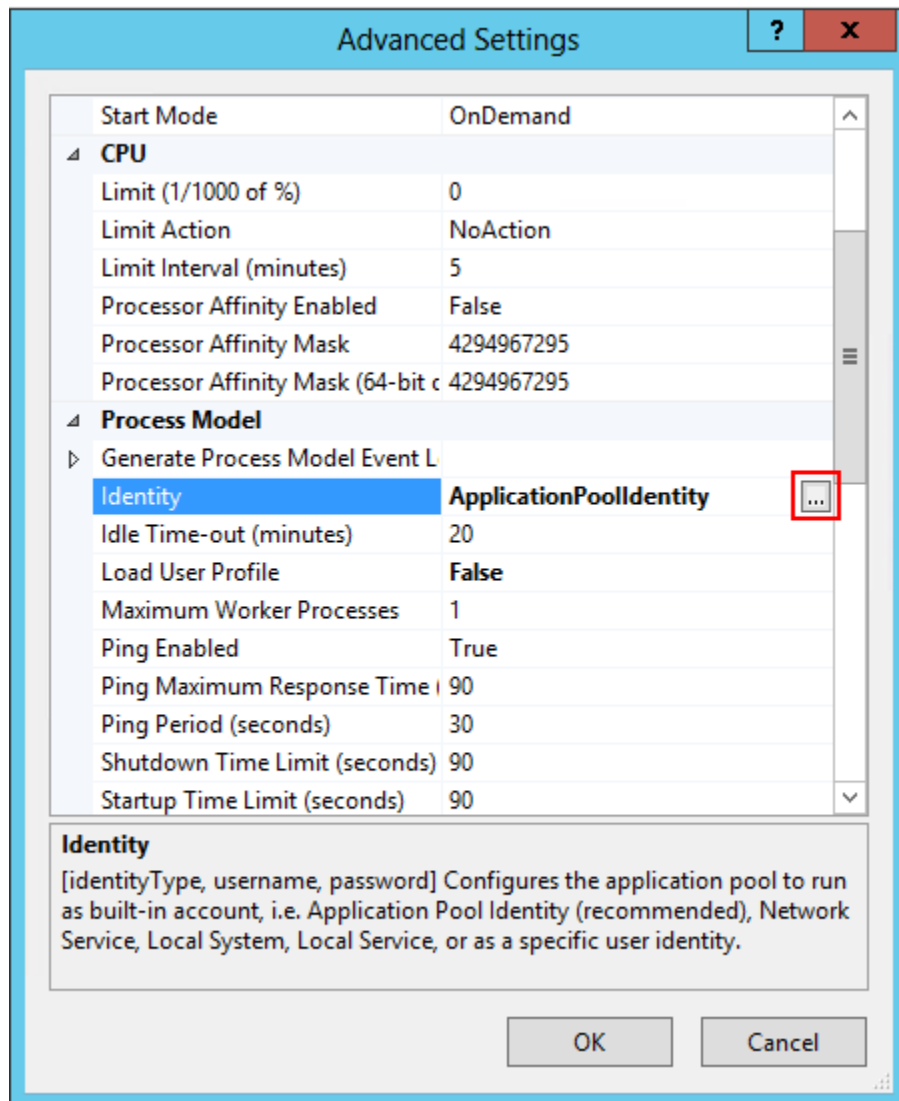 Advanced Settings
?
x
Start Mode OnDemand
CPU
Limit (1/1000 of %) 0
Limit Action NoAction
Limit Interval (minutes) 5
Processor Affinity Enabled False
Processor Affinity Mask 4294967295
Processor Affinity Mask (64-bit c 4294967295
Process Model
Generate Process Model Event L
Identity ApplicationPoolIdentity ...
Idle Time-out (minutes) 20
Load User Profile False
Maximum Worker Processes 1
Ping Enabled True
Ping Maximum Response Time ( 90
Ping Period (seconds) 30
Shutdown Time Limit (seconds) 90
Startup Time Limit (seconds) 90
Identity
[identityType, username, password] Configures the application pool to run
as built-in account, i.e. Application Pool Identity (recommended), Network
Service, Local System, Local Service, or as a specific user identity.
OK Cancel